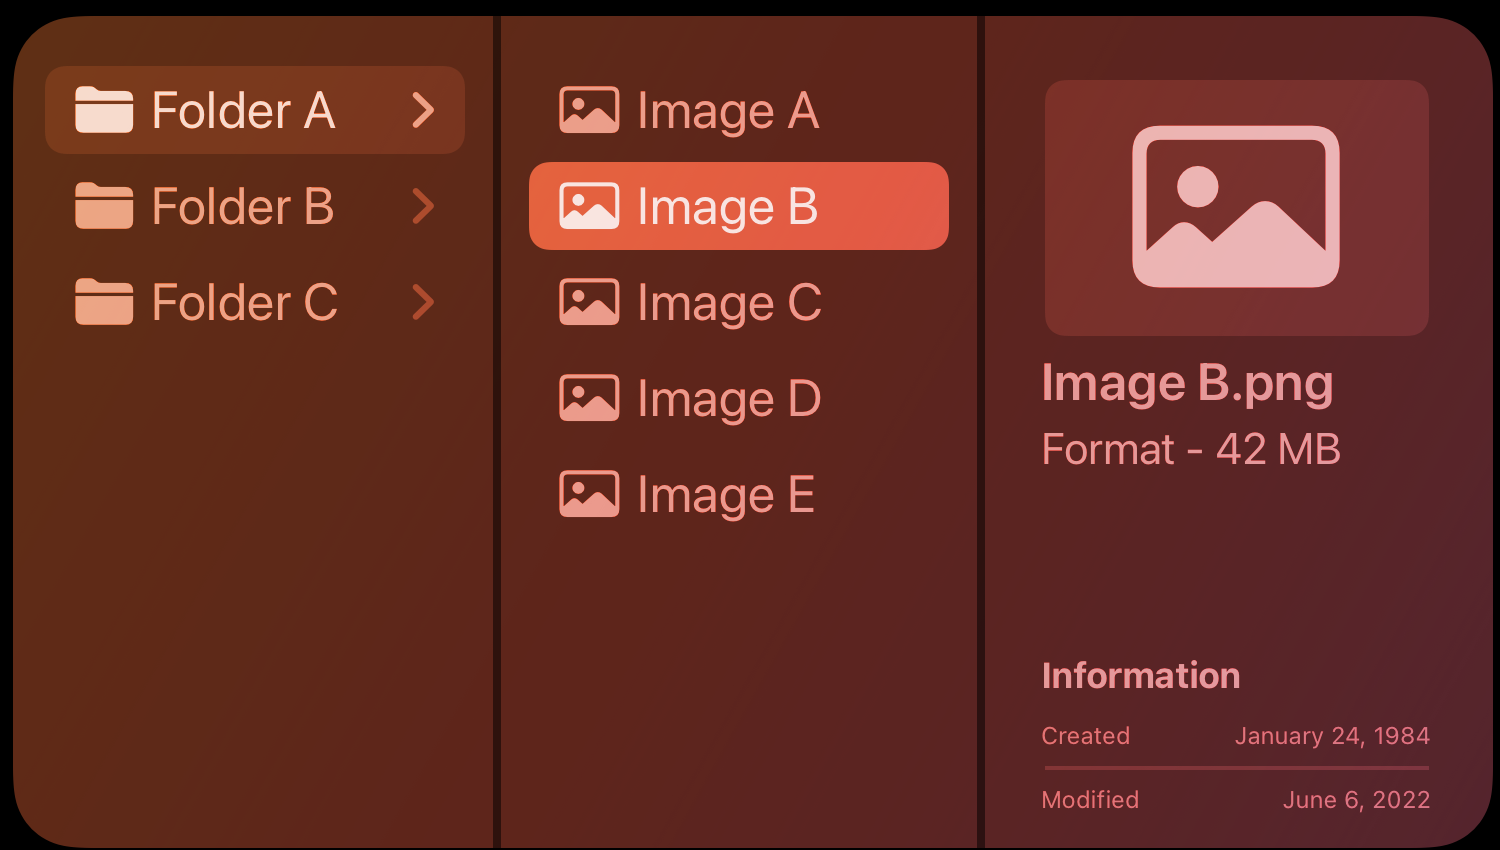 Folder A
Folder B
Folder C
Image A
Image B
Image C
Image D
Image E
Image B.png
Format - 42 MB
Information
Created January 24, 1984
Modified June 6, 2022